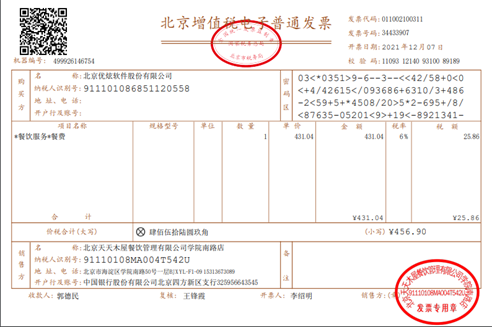 北京增值税电子普通发票
发票代码: 011002100311
发票号码: 34433907
开票日期: 2021年12月07日
校验码: 11093 12140 93100 89189
机器编号: 499926146754
购买方
名称: 北京优炫软件股份有限公司
纳税人识别号: 911101086851120558
地址、电话:
开户行及账号:
密码区
03<*0351>9-6--3--<<42/58+0<0
<+4/42615</093686+6310/3+486
-2<59+5+*4508/20>5*2-695+/8/
<87635-05201<9>+19<-8921341-
项目名称 规格型号 单位 数量 单价 金额 税率 税额
*餐饮服务*餐费 1 431.04 431.04 6% 25.86
合计 ¥431.04 ¥25.86
价税合计(大写) 肆佰伍拾陆圆玖角 (小写) ¥456.90
销售方
名称: 北京天天木屋餐饮管理有限公司学院南路店
纳税人识别号: 91110108MA004T542U
地址、电话: 北京市海淀区学院南路50号一层E(XYL-F1-09 15313673089
开户行及账号: 中国银行股份有限公司北京四方新区支行325956643545
备注
收款人: 郭德民 复核: 王锋霞 开票人: 李绍明 销售方:(章)
北京天天木屋餐饮管理有限公司学院南路店
91110108MA004T542U
发票专用章